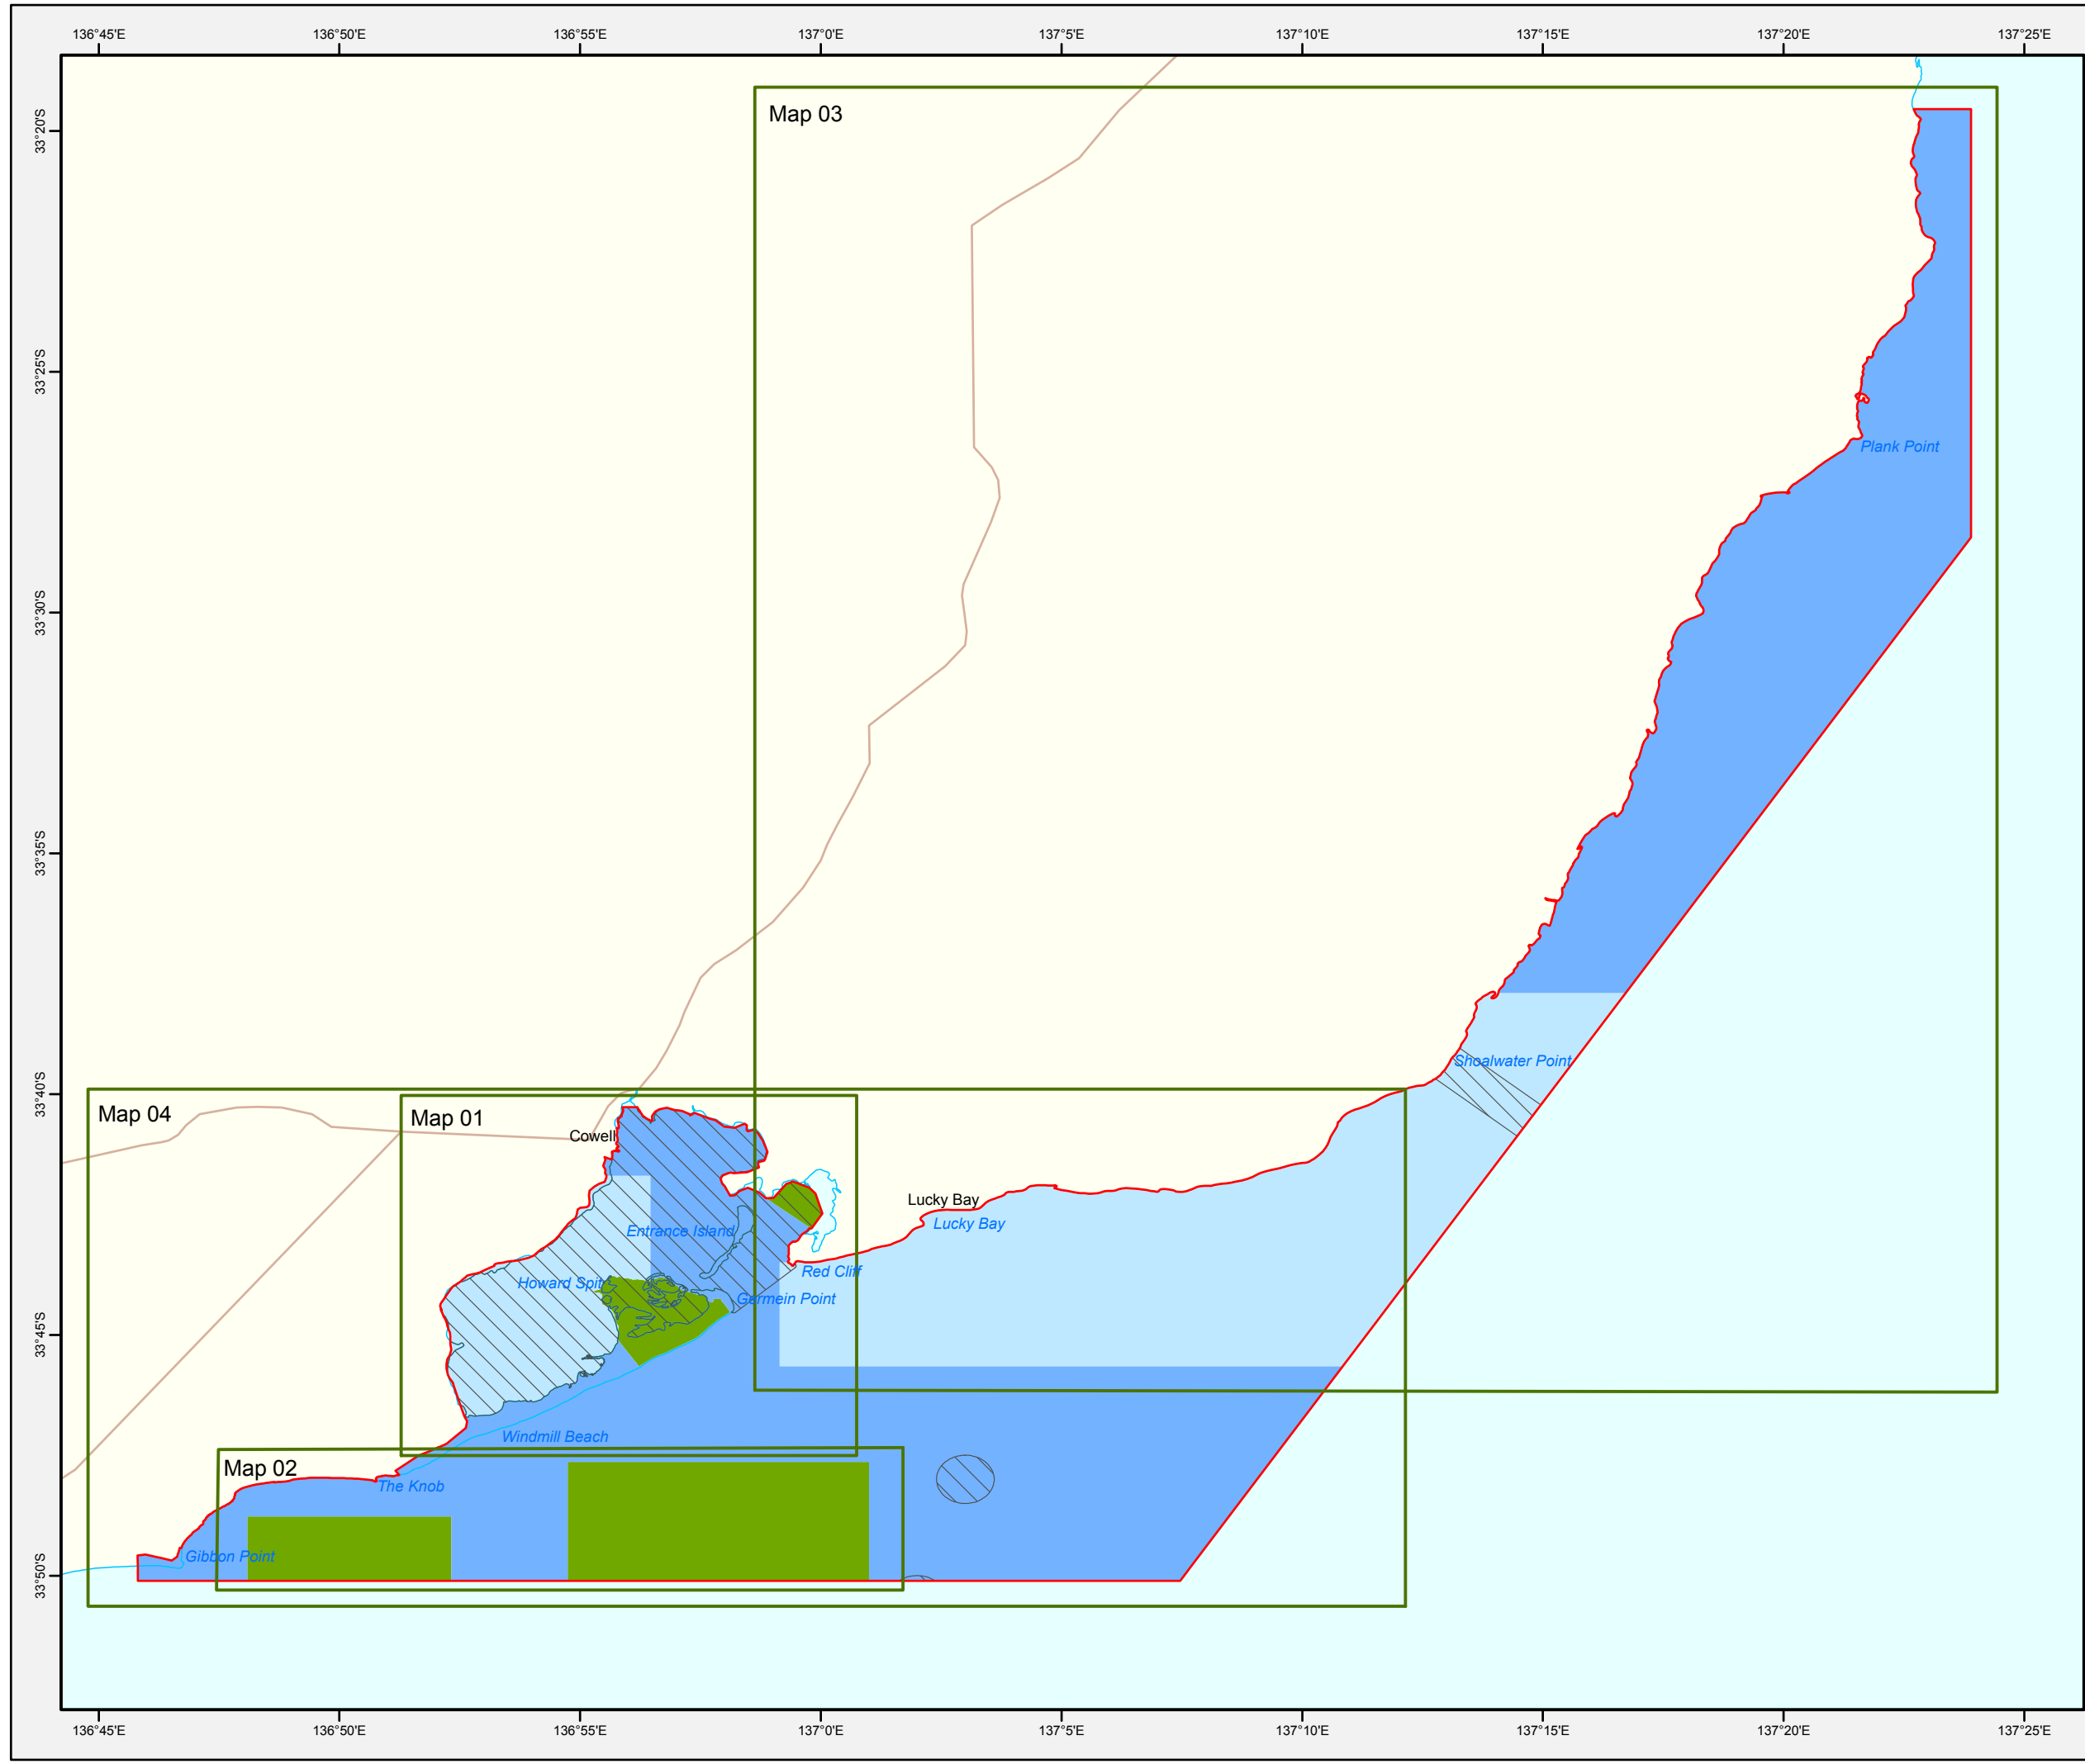 136°45'E 136°50'E 136°55'E 137°0'E 137°5'E 137°10'E 137°15'E 137°20'E 137°25'E
33°20'S
33°25'S
33°30'S
33°35'S
33°40'S
33°45'S
33°50'S
Map 03
Plank Point
Shoalwater Point
Map 04
Map 01
Cowell
Lucky Bay
Lucky Bay
Entrance Island
Red Cliff
Howard Spit
Germein Point
Windmill Beach
Map 02
The Knob
Gibbon Point
136°45'E 136°50'E 136°55'E 137°0'E 137°5'E 137°10'E 137°15'E 137°20'E 137°25'E